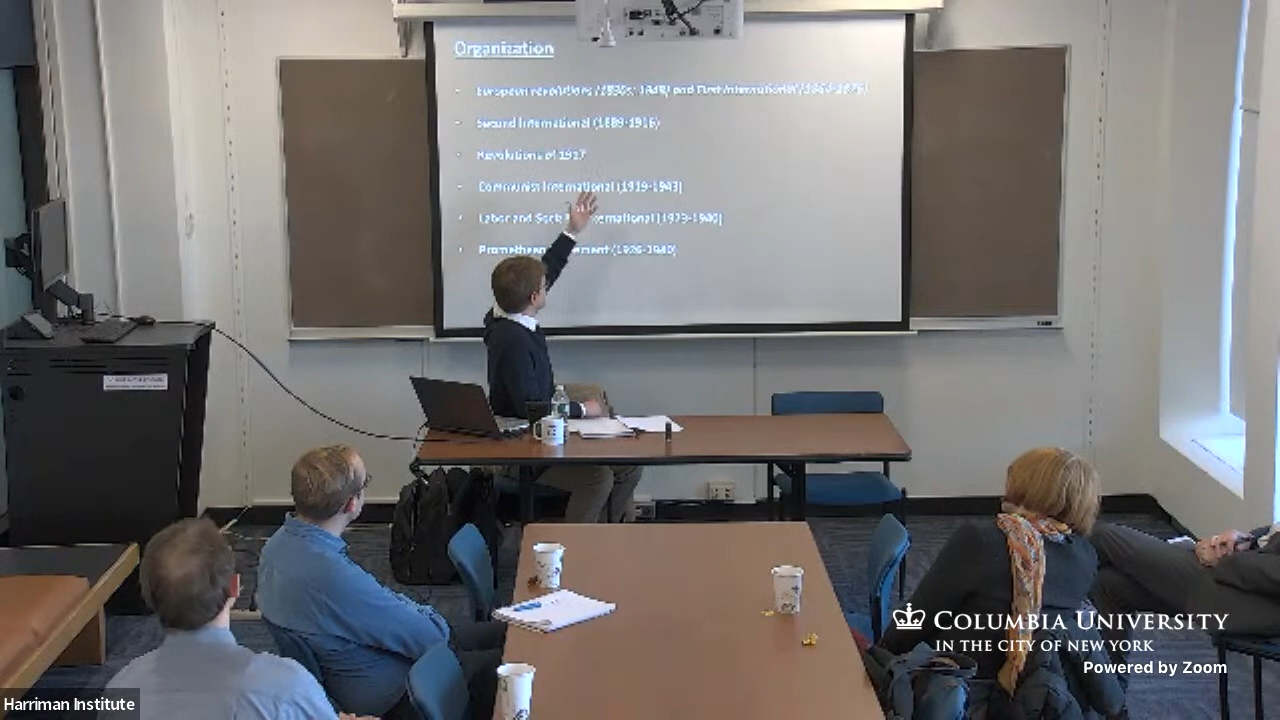 Organization
European revolutions (1830s; 1848) and First International (1864-1876)
Second International (1889-1916)
Revolutions of 1917
Communist International (1919-1943)
Labor and International (1923-1940)
Promethean (1926-1940)
COLUMBIA UNIVERSITY
IN THE CITY OF NEW YORK
Powered by Zoom
Harriman Institute